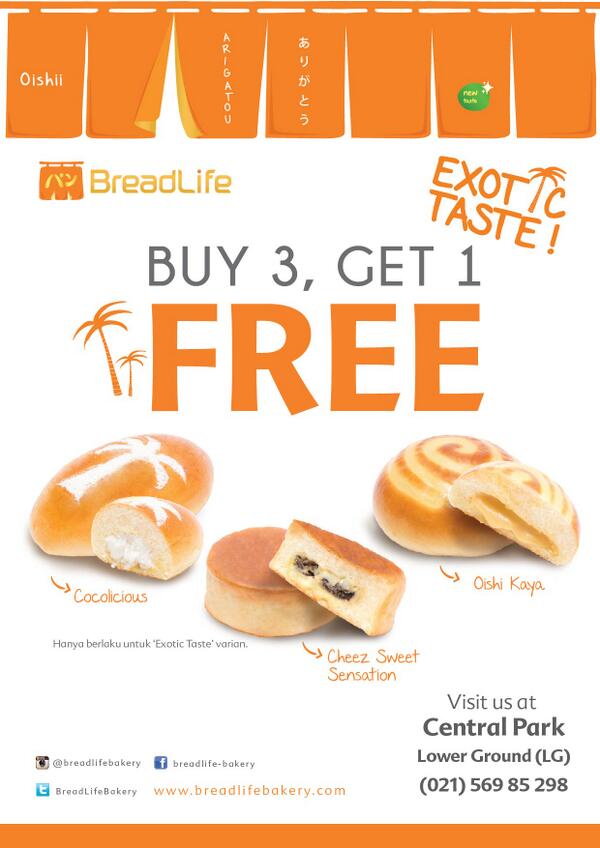 Oishii
ARIGATOU
ありがとう
new
taste
パン BreadLife
EXOTIC
TASTE!
BUY 3, GET 1
FREE
Cocolicious
Oishi Kaya
Cheez Sweet
Sensation
Hanya berlaku untuk 'Exotic Taste' varian.
Visit us at
Central Park
Lower Ground (LG)
(021) 569 85 298
@breadlifebakery
breadlife-bakery
BreadLifeBakery
www.breadlifebakery.com